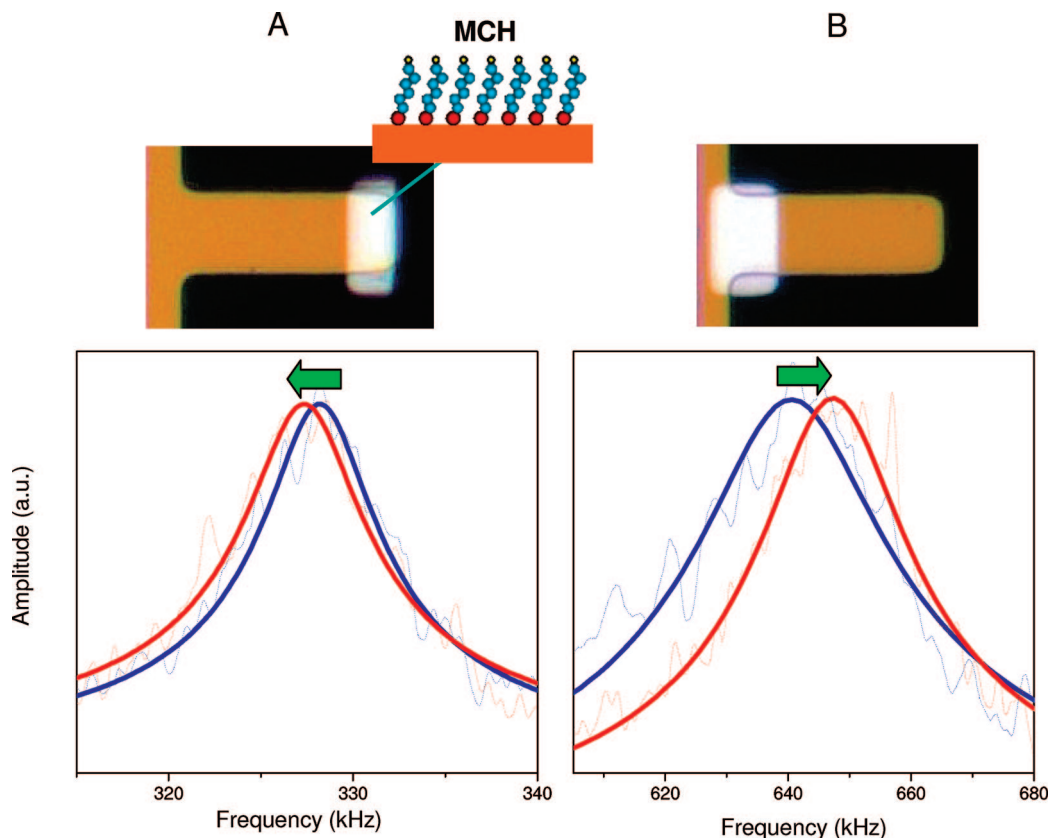 A
MCH
B
Amplitude (a.u.)
320
330
340
Frequency (kHz)
620
640
660
680
Frequency (kHz)